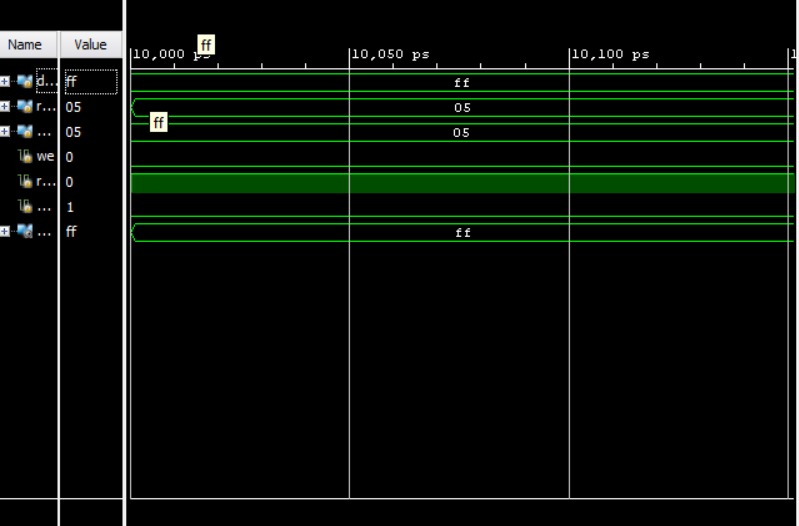 Name Value
10,000 ps 10,050 ps 10,100 ps 1
ff
d... ff ff
r... 05 05
ff
... 05 05
we 0
r... 0
... 1
... ff ff